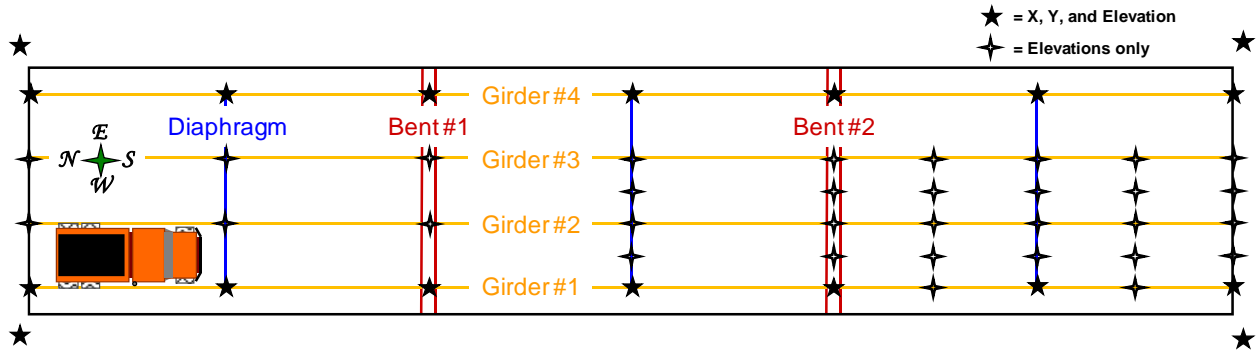 = X, Y, and Elevation
= Elevations only
Girder #4
Diaphragm
Bent #1
Bent #2
E
N
S
W
Girder #3
Girder #2
Girder #1